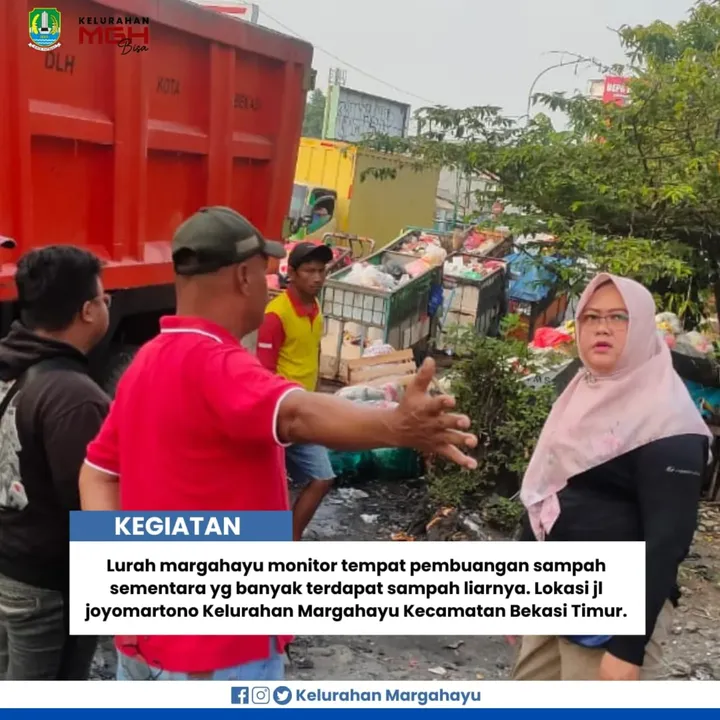 KELURAHAN
MGH
Bisa
DLH
KOTA
KEGIATAN
Lurah margahayu monitor tempat pembuangan sampah
sementara yg banyak terdapat sampah liarnya. Lokasi jl
joyomartono Kelurahan Margahayu Kecamatan Bekasi Timur.
Kelurahan Margahayu